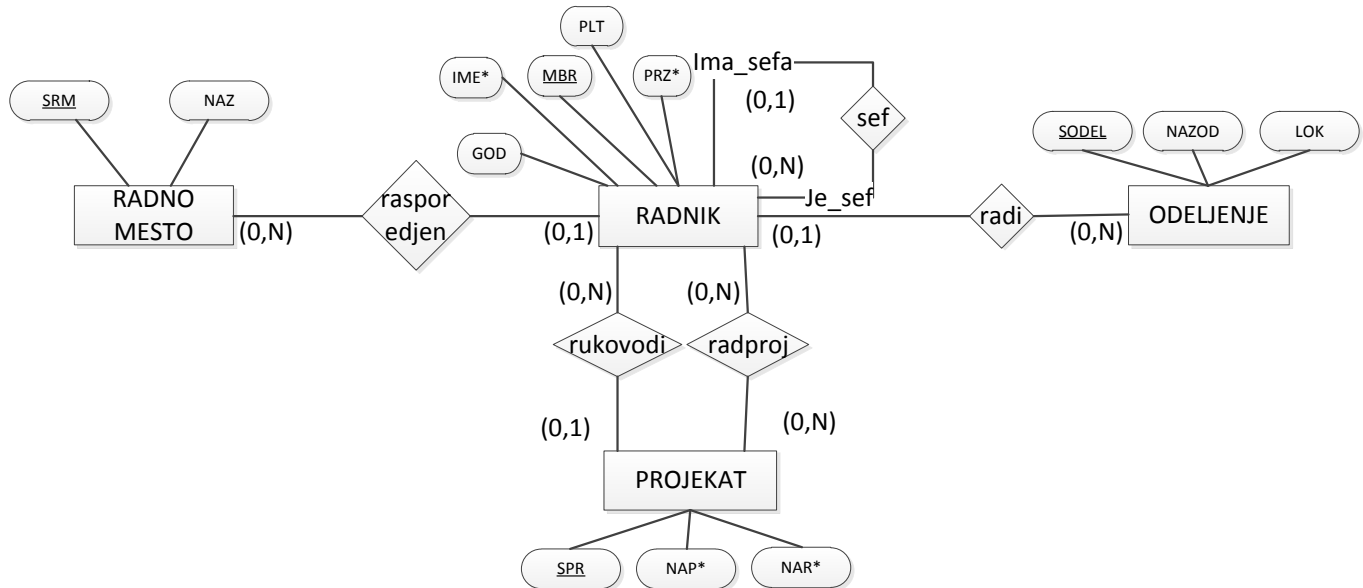 PLT
IME*
MBR
PRZ*
Ima_sefa
(0,1)
sef
SRM
NAZ
GOD
(0,N)
Je_sef
SODEL
NAZOD
LOK
RADNO
MESTO
(0,N)
raspor
edjen
(0,1)
RADNIK
(0,1)
radi
(0,N)
ODELJENJE
(0,N)
(0,N)
rukovodi
radproj
(0,1)
(0,N)
PROJEKAT
SPR
NAP*
NAR*